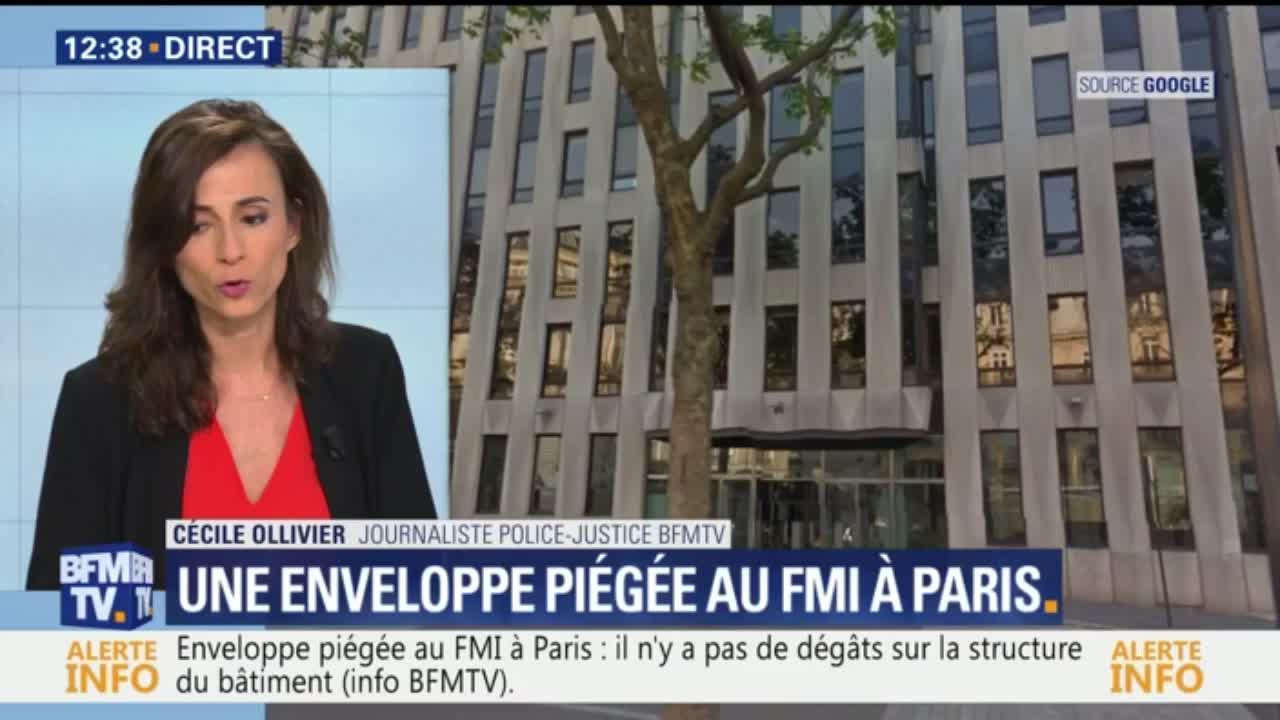 12:38 DIRECT
SOURCE GOOGLE
CÉCILE OLLIVIER JOURNALISTE POLICE-JUSTICE BFMTV
BFM
TV.
UNE ENVELOPPE PIÉGÉE AU FMI À PARIS.
ALERTE
INFO
Enveloppe piégée au FMI à Paris : il n'y a pas de dégâts sur la structure
du bâtiment (info BFMTV).
ALERTE
INFO